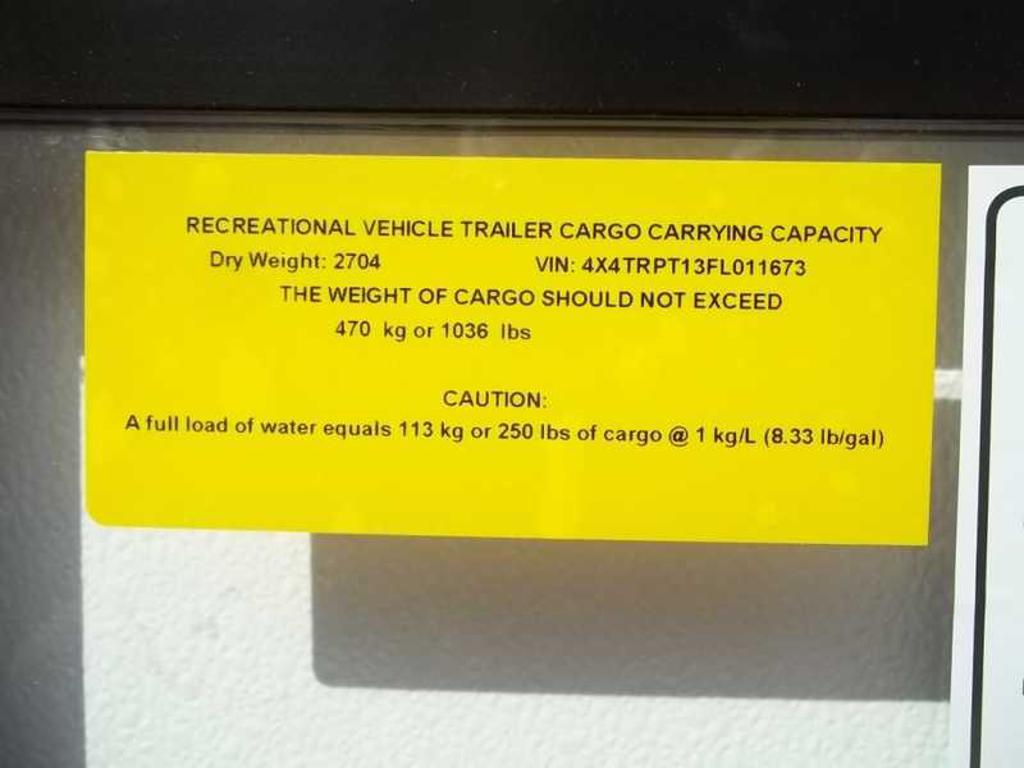 RECREATIONAL VEHICLE TRAILER CARGO CARRYING CAPACITY
Dry Weight: 2704 VIN: 4X4TRPT13FL011673
THE WEIGHT OF CARGO SHOULD NOT EXCEED
470 kg or 1036 lbs
CAUTION:
A full load of water equals 113 kg or 250 lbs of cargo @ 1 kg/L (8.33 lb/gal)